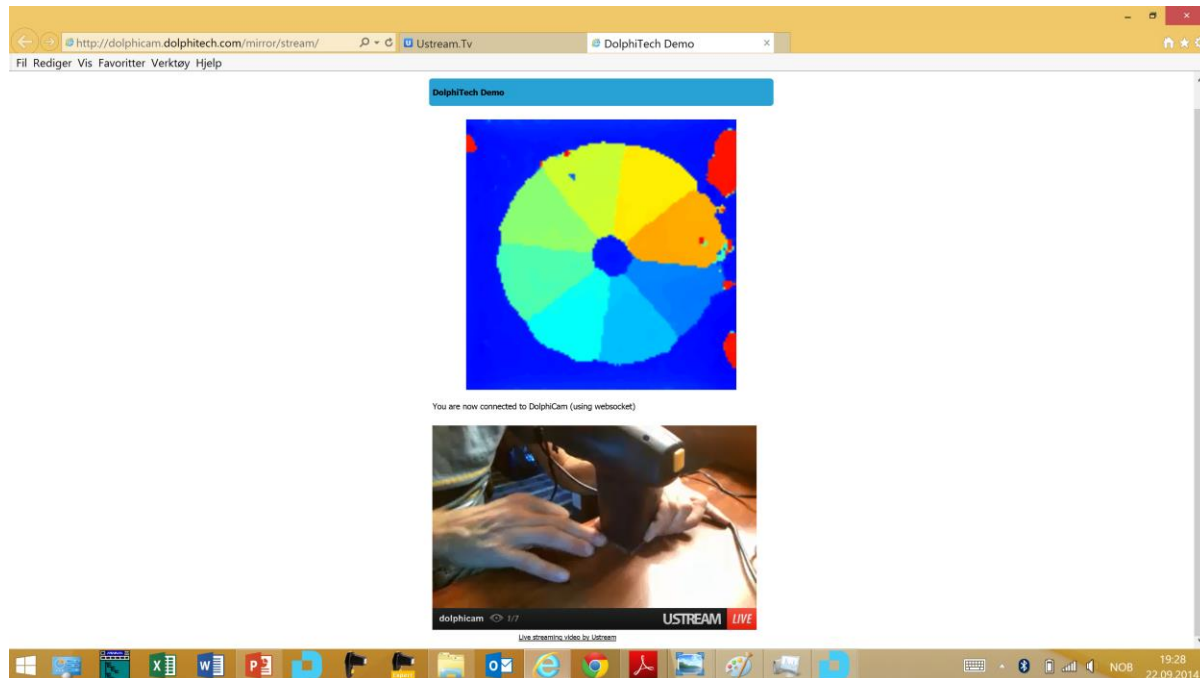 http://dolphicam.dolphitech.com/mirror/stream/
Ustream.Tv
DolphiTech Demo
Fil Rediger Vis Favoritter Verktøy Hjelp
DolphiTech Demo
You are now connected to DolphiCam (using websocket)
dolphicam 1/7 USTREAM LIVE
Live streaming video by Ustream
NOB
19:28
22.09.2014